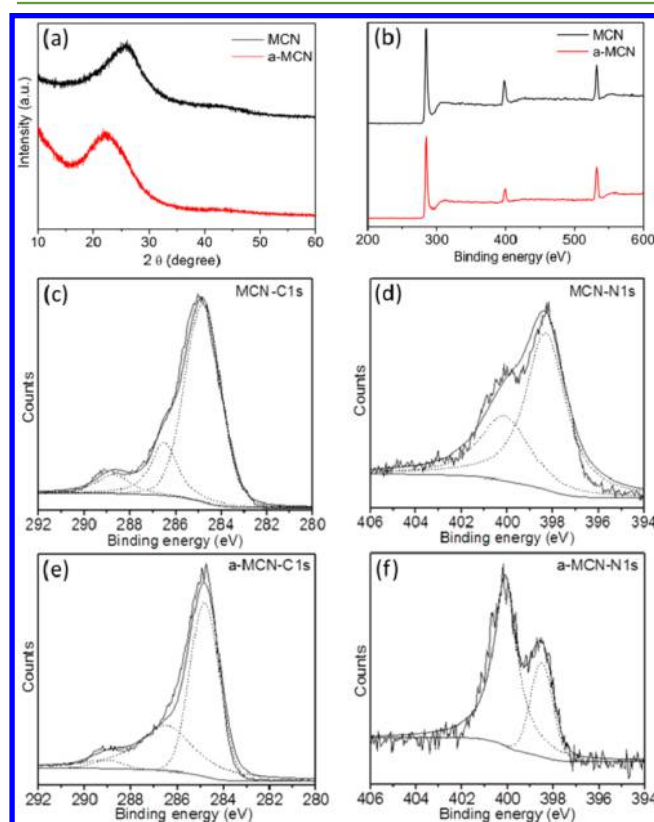 (a)
MCN
a-MCN
Intensity (a.u.)
10 20 30 40 50 60
2 θ (degree)
(b)
MCN
a-MCN
200 300 400 500 600
Binding energy (eV)
(c)
MCN-C1s
Counts
292 290 288 286 284 282 280
Binding energy (eV)
(d)
MCN-N1s
Counts
406 404 402 400 398 396 394
Binding energy (eV)
(e)
a-MCN-C1s
Counts
292 290 288 286 284 282 280
Binding energy (eV)
(f)
a-MCN-N1s
Counts
406 404 402 400 398 396 394
Binding energy (eV)